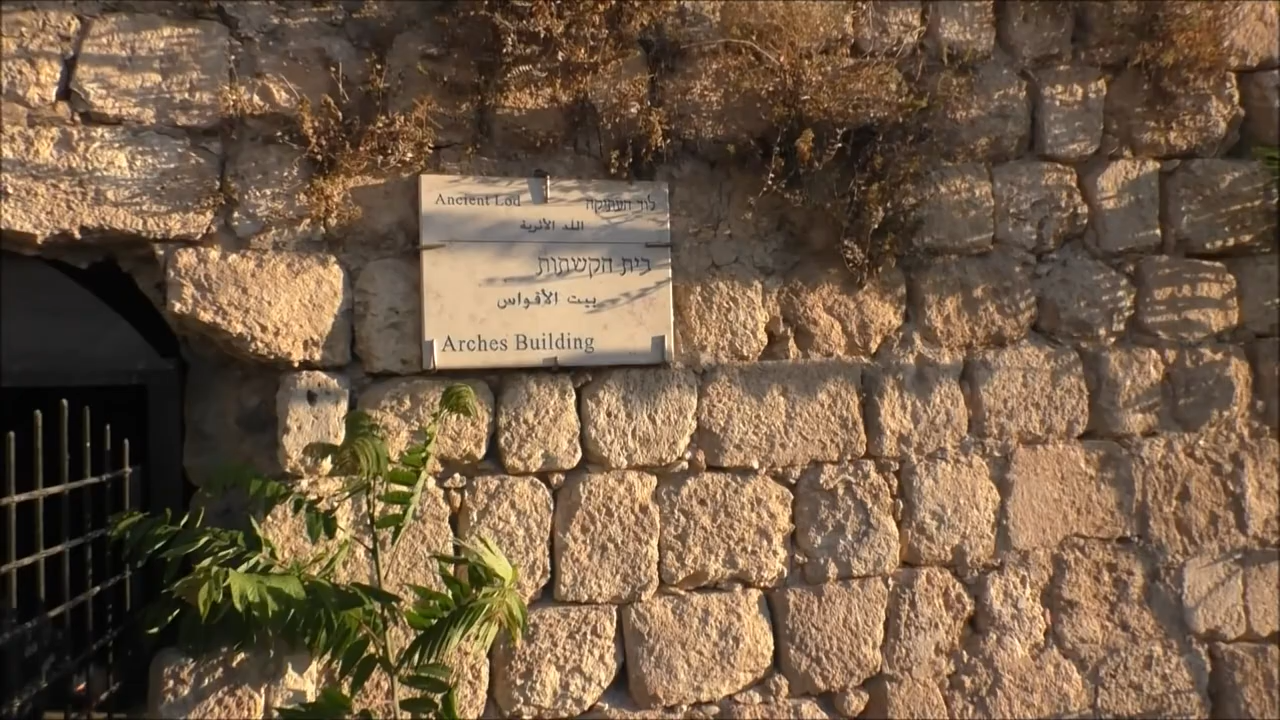 Ancient Lod לוד העתיקה
اللد الأثرية
בית הקשתות
بيت الأقواس
Arches Building